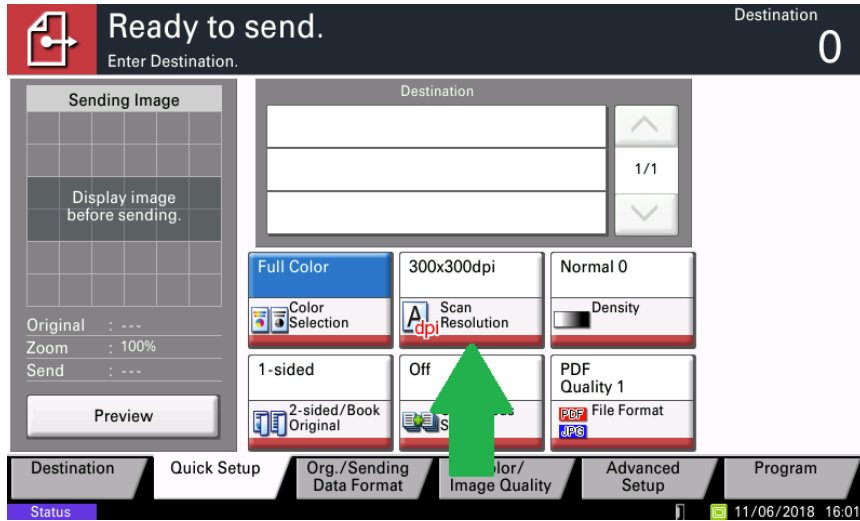 Ready to send.
Enter Destination.
Destination
0
Sending Image
Display image
before sending.
Original : ---
Zoom : 100%
Send : ---
Preview
Destination
1/1
Full Color
Color
Selection
300x300dpi
A
dpi
Scan
Resolution
Normal 0
Density
1-sided
2-sided/Book
Original
Off
PDF
Quality 1
PDF
JPG
File Format
Destination
Quick Setup
Org./Sending
Data Format
Image Quality
Advanced
Setup
Program
Status
11/06/2018 16:01